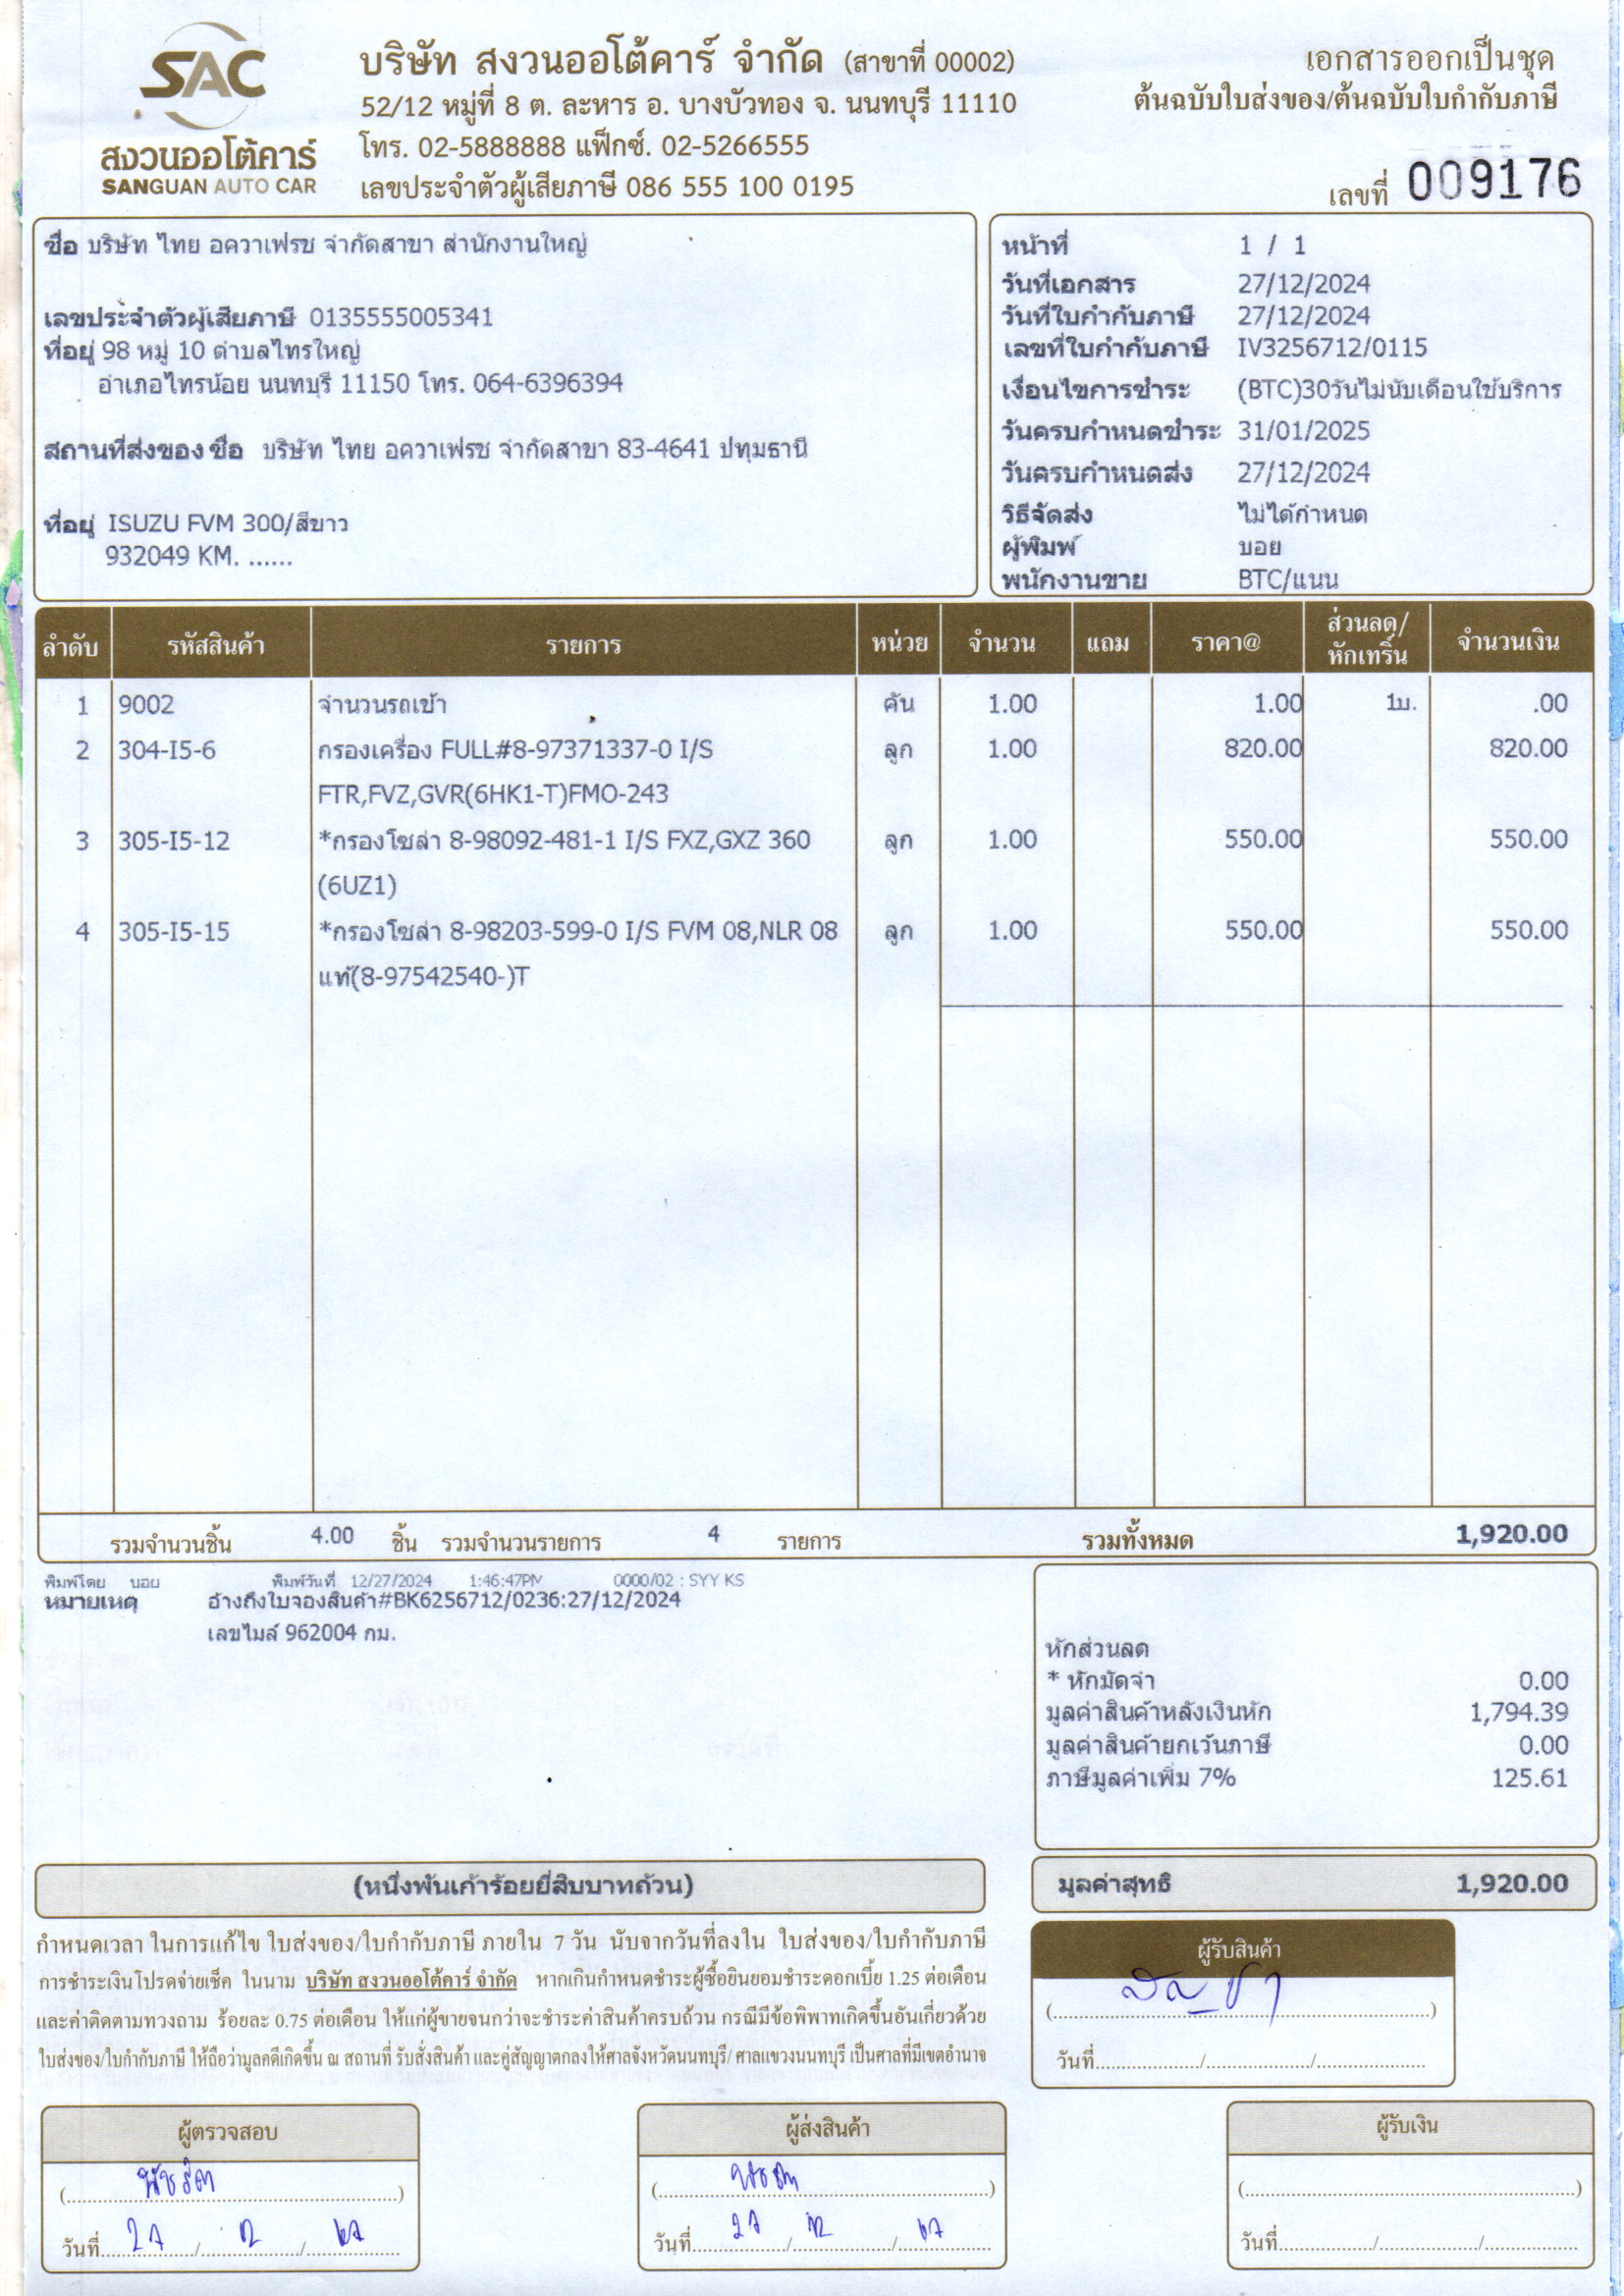 SAC
สงวนออโต้คาร์
SANGUAN AUTO CAR
บริษัท สงวนออโต้คาร์ จำกัด (สาขาที่ 00002)
52/12 หมู่ที่ 8 ต. ละหาร อ. บางบัวทอง จ. นนทบุรี 11110
โทร. 02-5888888 แฟ็กซ์. 02-5266555
เลขประจำตัวผู้เสียภาษี 086 555 100 0195
เอกสารออกเป็นชุด
ต้นฉบับใบส่งของ/ต้นฉบับใบกำกับภาษี
เลขที่ 009176
ชื่อ บริษัท ไทย อควาเฟรช จำกัดสาขา สำนักงานใหญ่
เลขประจำตัวผู้เสียภาษี 0135555005341
ที่อยู่ 98 หมู่ 10 ตำบลไทรใหญ่
อำเภอไทรน้อย นนทบุรี 11150 โทร. 064-6396394
สถานที่ส่งของ ชื่อ บริษัท ไทย อควาเฟรช จำกัดสาขา 83-4641 ปทุมธานี
ที่อยู่ ISUZU FVM 300/สีขาว
932049 KM. ......
หน้าที่ 1 / 1
วันที่เอกสาร 27/12/2024
วันที่ใบกำกับภาษี 27/12/2024
เลขที่ใบกำกับภาษี IV3256712/0115
เงื่อนไขการชำระ (BTC)30วันไม่นับเดือนใช้บริการ
วันครบกำหนดชำระ 31/01/2025
วันครบกำหนดส่ง 27/12/2024
วิธีจัดส่ง ไม่ได้กำหนด
ผู้พิมพ์ บอย
พนักงานขาย BTC/แนน
ลำดับ รหัสสินค้า รายการ หน่วย จำนวน แถม ราคา@ ส่วนลด/หักเทริ์น จำนวนเงิน
1 9002 จำนวนรถเข้า คัน 1.00 1.00 1บ. .00
2 304-I5-6 กรองเครื่อง FULL#8-97371337-0 I/S ลูก 1.00 820.00 820.00
FTR,FVZ,GVR(6HK1-T)FMO-243
3 305-I5-12 *กรองโซล่า 8-98092-481-1 I/S FXZ,GXZ 360 ลูก 1.00 550.00 550.00
(6UZ1)
4 305-I5-15 *กรองโซล่า 8-98203-599-0 I/S FVM 08,NLR 08 ลูก 1.00 550.00 550.00
แท้(8-97542540-)T
รวมจำนวนชิ้น 4.00 ชิ้น รวมจำนวนรายการ 4 รายการ รวมทั้งหมด 1,920.00
พิมพ์โดย บอย พิมพ์วันที่ 12/27/2024 1:46:47PM 0000/02 : SYY KS
หมายเหตุ อ้างถึงใบจองสินค้า#BK6256712/0236:27/12/2024
เลขไมล์ 962004 กม.
หักส่วนลด
* หักมัดจำ 0.00
มูลค่าสินค้าหลังเงินหัก 1,794.39
มูลค่าสินค้ายกเว้นภาษี 0.00
ภาษีมูลค่าเพิ่ม 7% 125.61
(หนึ่งพันเก้าร้อยยี่สิบบาทถ้วน)
มูลค่าสุทธิ 1,920.00
กำหนดเวลา ในการแก้ไข ใบส่งของ/ใบกำกับภาษี ภายใน 7 วัน นับจากวันที่ลงใน ใบส่งของ/ใบกำกับภาษี
การชำระเงินโปรดจ่ายเช็ค ในนาม บริษัท สงวนออโต้คาร์ จำกัด หากเกินกำหนดชำระผู้ซื้อยินยอมชำระดอกเบี้ย 1.25 ต่อเดือน
และค่าติดตามทวงถาม ร้อยละ 0.75 ต่อเดือน ให้แก่ผู้ขายจนกว่าจะชำระค่าสินค้าครบถ้วน กรณีมีข้อพิพาทเกิดขึ้นอันเกี่ยวด้วย
ใบส่งของ/ใบกำกับภาษี ให้ถือว่ามูลคดีเกิดขึ้น ณ สถานที่ รับสั่งสินค้า และคู่สัญญาตกลงให้ศาลจังหวัดนนทบุรี/ ศาลแขวงนนทบุรี เป็นศาลที่มีเขตอำนาจ
ผู้รับสินค้า
วันที่........../........../..........
ผู้ตรวจสอบ
วันที่ 27 / 12 / 67
ผู้ส่งสินค้า
วันที่ 27 / 12 / 67
ผู้รับเงิน
(..........)
วันที่........../........../..........